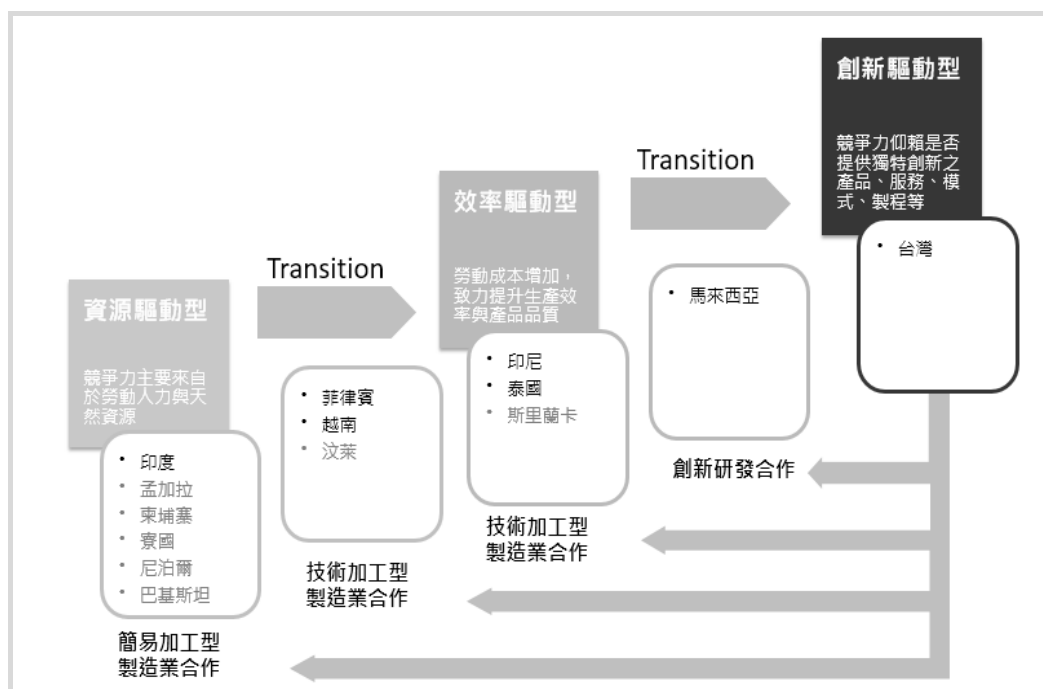 創新驅動型
競爭力仰賴是否
提供獨特創新之
產品、服務、模
式、製程等
• 台灣
Transition
效率驅動型
勞動成本增加，
致力提升生產效
率與產品品質
• 馬來西亞
創新研發合作
Transition
資源驅動型
競爭力主要來自
於勞動人力與天
然資源
• 印尼
• 泰國
• 斯里蘭卡
技術加工型
製造業合作
• 菲律賓
• 越南
• 汶萊
技術加工型
製造業合作
• 印度
• 孟加拉
• 柬埔寨
• 寮國
• 尼泊爾
• 巴基斯坦
簡易加工型
製造業合作